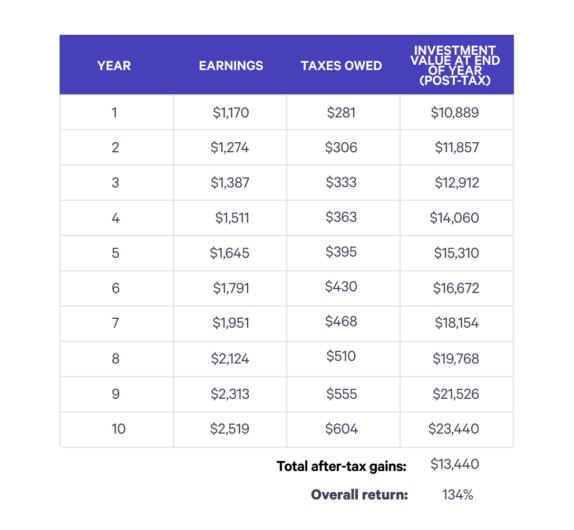 YEAR EARNINGS TAXES OWED INVESTMENT VALUE AT END OF YEAR (POST-TAX)
1 $1,170 $281 $10,889
2 $1,274 $306 $11,857
3 $1,387 $333 $12,912
4 $1,511 $363 $14,060
5 $1,645 $395 $15,310
6 $1,791 $430 $16,672
7 $1,951 $468 $18,154
8 $2,124 $510 $19,768
9 $2,313 $555 $21,526
10 $2,519 $604 $23,440
Total after-tax gains: $13,440
Overall return: 134%